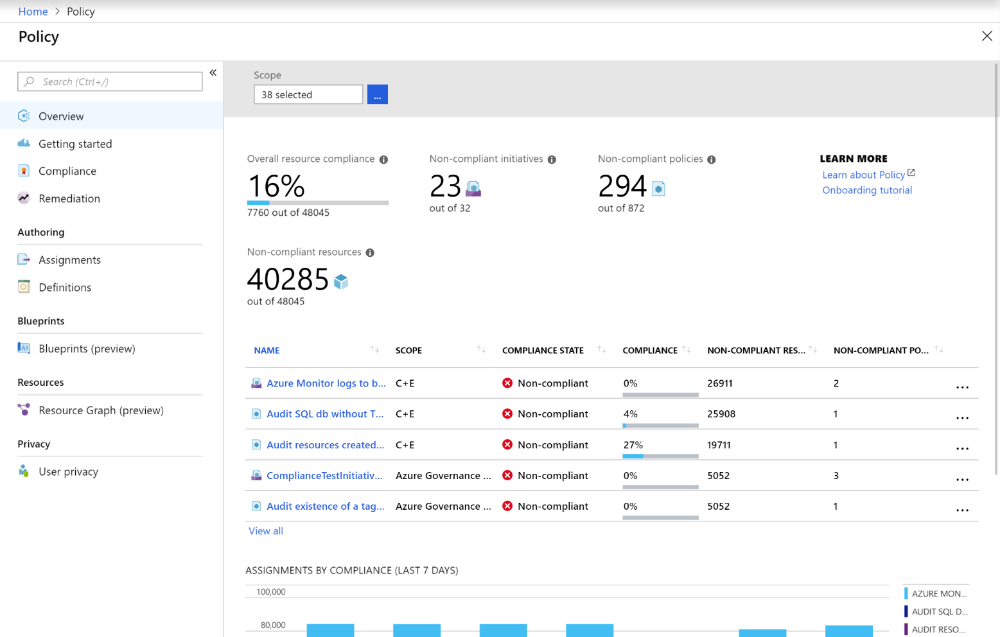 Home > Policy
Policy
Search (Ctrl+/)
Overview
Getting started
Compliance
Remediation
Authoring
Assignments
Definitions
Blueprints
Blueprints (preview)
Resources
Resource Graph (preview)
Privacy
User privacy
Scope
38 selected
...
Overall resource compliance
16%
7760 out of 48045
Non-compliant initiatives
23
out of 32
Non-compliant policies
294
out of 872
LEARN MORE
Learn about Policy
Onboarding tutorial
Non-compliant resources
40285
out of 48045
NAME SCOPE COMPLIANCE STATE COMPLIANCE NON-COMPLIANT RES... NON-COMPLIANT PO...
Azure Monitor logs to b... C+E Non-compliant 0% 26911 2 ...
Audit SQL db without T... C+E Non-compliant 4% 25908 1 ...
Audit resources created... C+E Non-compliant 27% 19711 1 ...
ComplianceTestInitiativ... Azure Governance ... Non-compliant 0% 5052 3 ...
Audit existence of a tag... Azure Governance ... Non-compliant 0% 5052 1 ...
View all
ASSIGNMENTS BY COMPLIANCE (LAST 7 DAYS)
100,000
80,000
AZURE MON...
AUDIT SQL D...
AUDIT RESO...